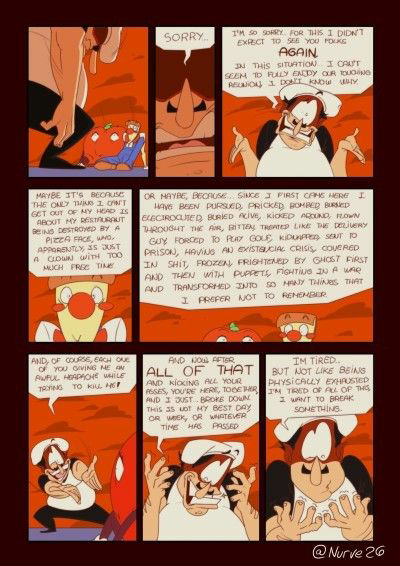 SORRY...
I'M SO SORRY.. FOR THIS I DIDN'T
EXPECT TO SEE YOU FOLKS
AGAIN,
IN THIS SITUATION... I CAN'T
SEEM TO FULLY ENJOY OUR TOUCHING
REUNION, I DON'T KNOW WHY.
MAYBE IT'S BECAUSE
THE ONLY THING I CAN'T
GET OUT OF MY HEAD IS
ABOUT MY RESTAURANT
BEING DESTROYED BY A
PIZZA FACE, WHO,
APPARENTLY, IS JUST
A CLOWN WITH TOO
MUCH FREE TIME
OR MAYBE, BECAUSE... SINCE I FIRST CAME HERE I
HAVE BEEN PURSUED, PRICKED, BOMBED, BURNED
ELECTROCUTED, BURIED ALIVE, KICKED AROUND, FLOWN
THROUGHT THE AIR, BITTEN, TREATED LIKE THE DELIVERY
GUY, FORCED TO PLAY GOLF, KIDNAPPED, SENT TO
PRISON, HAVING AN EXISTENCIAL CRISIS, COVERED
IN SHIT, FROZEN, FRIGHTENED BY GHOST FIRST
AND THEN WITH PUPPETS, FIGHTING IN A WAR
AND TRANSFORMED INTO SO MANY THINGS THAT
I PREFER NOT TO REMEMBER.
AND, OF COURSE, EACH ONE
OF YOU GIVING ME AN
AWFUL HEADACHE WHILE
TRYING TO KILL ME!
AND NOW AFTER
ALL OF THAT
AND KICKING ALL YOUR
ASSES, YOU'RE HERE, TOGETHER,
AND I JUST... BROKE DOWN.
THIS IS NOT MY BEST DAY,
OR WEEK, OR WHATEVER
TIME HAS PASSED
I'M TIRED..
BUT NOT LIKE BEING
PHYSICALLY EXHAUSTED
I'M TIRED OF ALL OF THIS,
I WANT TO BREAK
SOMETHING.
@Nurve26